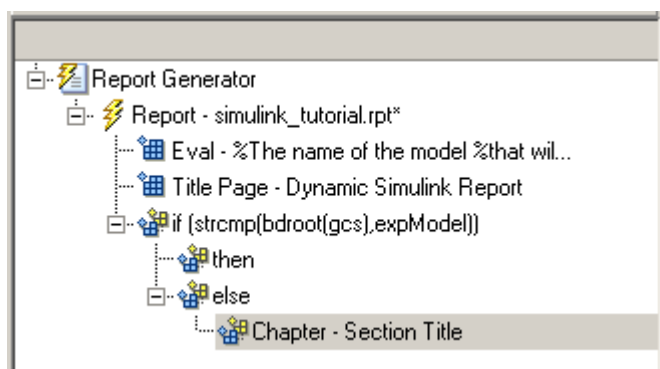 Report Generator
Report - simulink_tutorial.rpt*
Eval - %The name of the model %that wil...
Title Page - Dynamic Simulink Report
if (strcmp(bdroot(gcs),expModel))
then
else
Chapter - Section Title